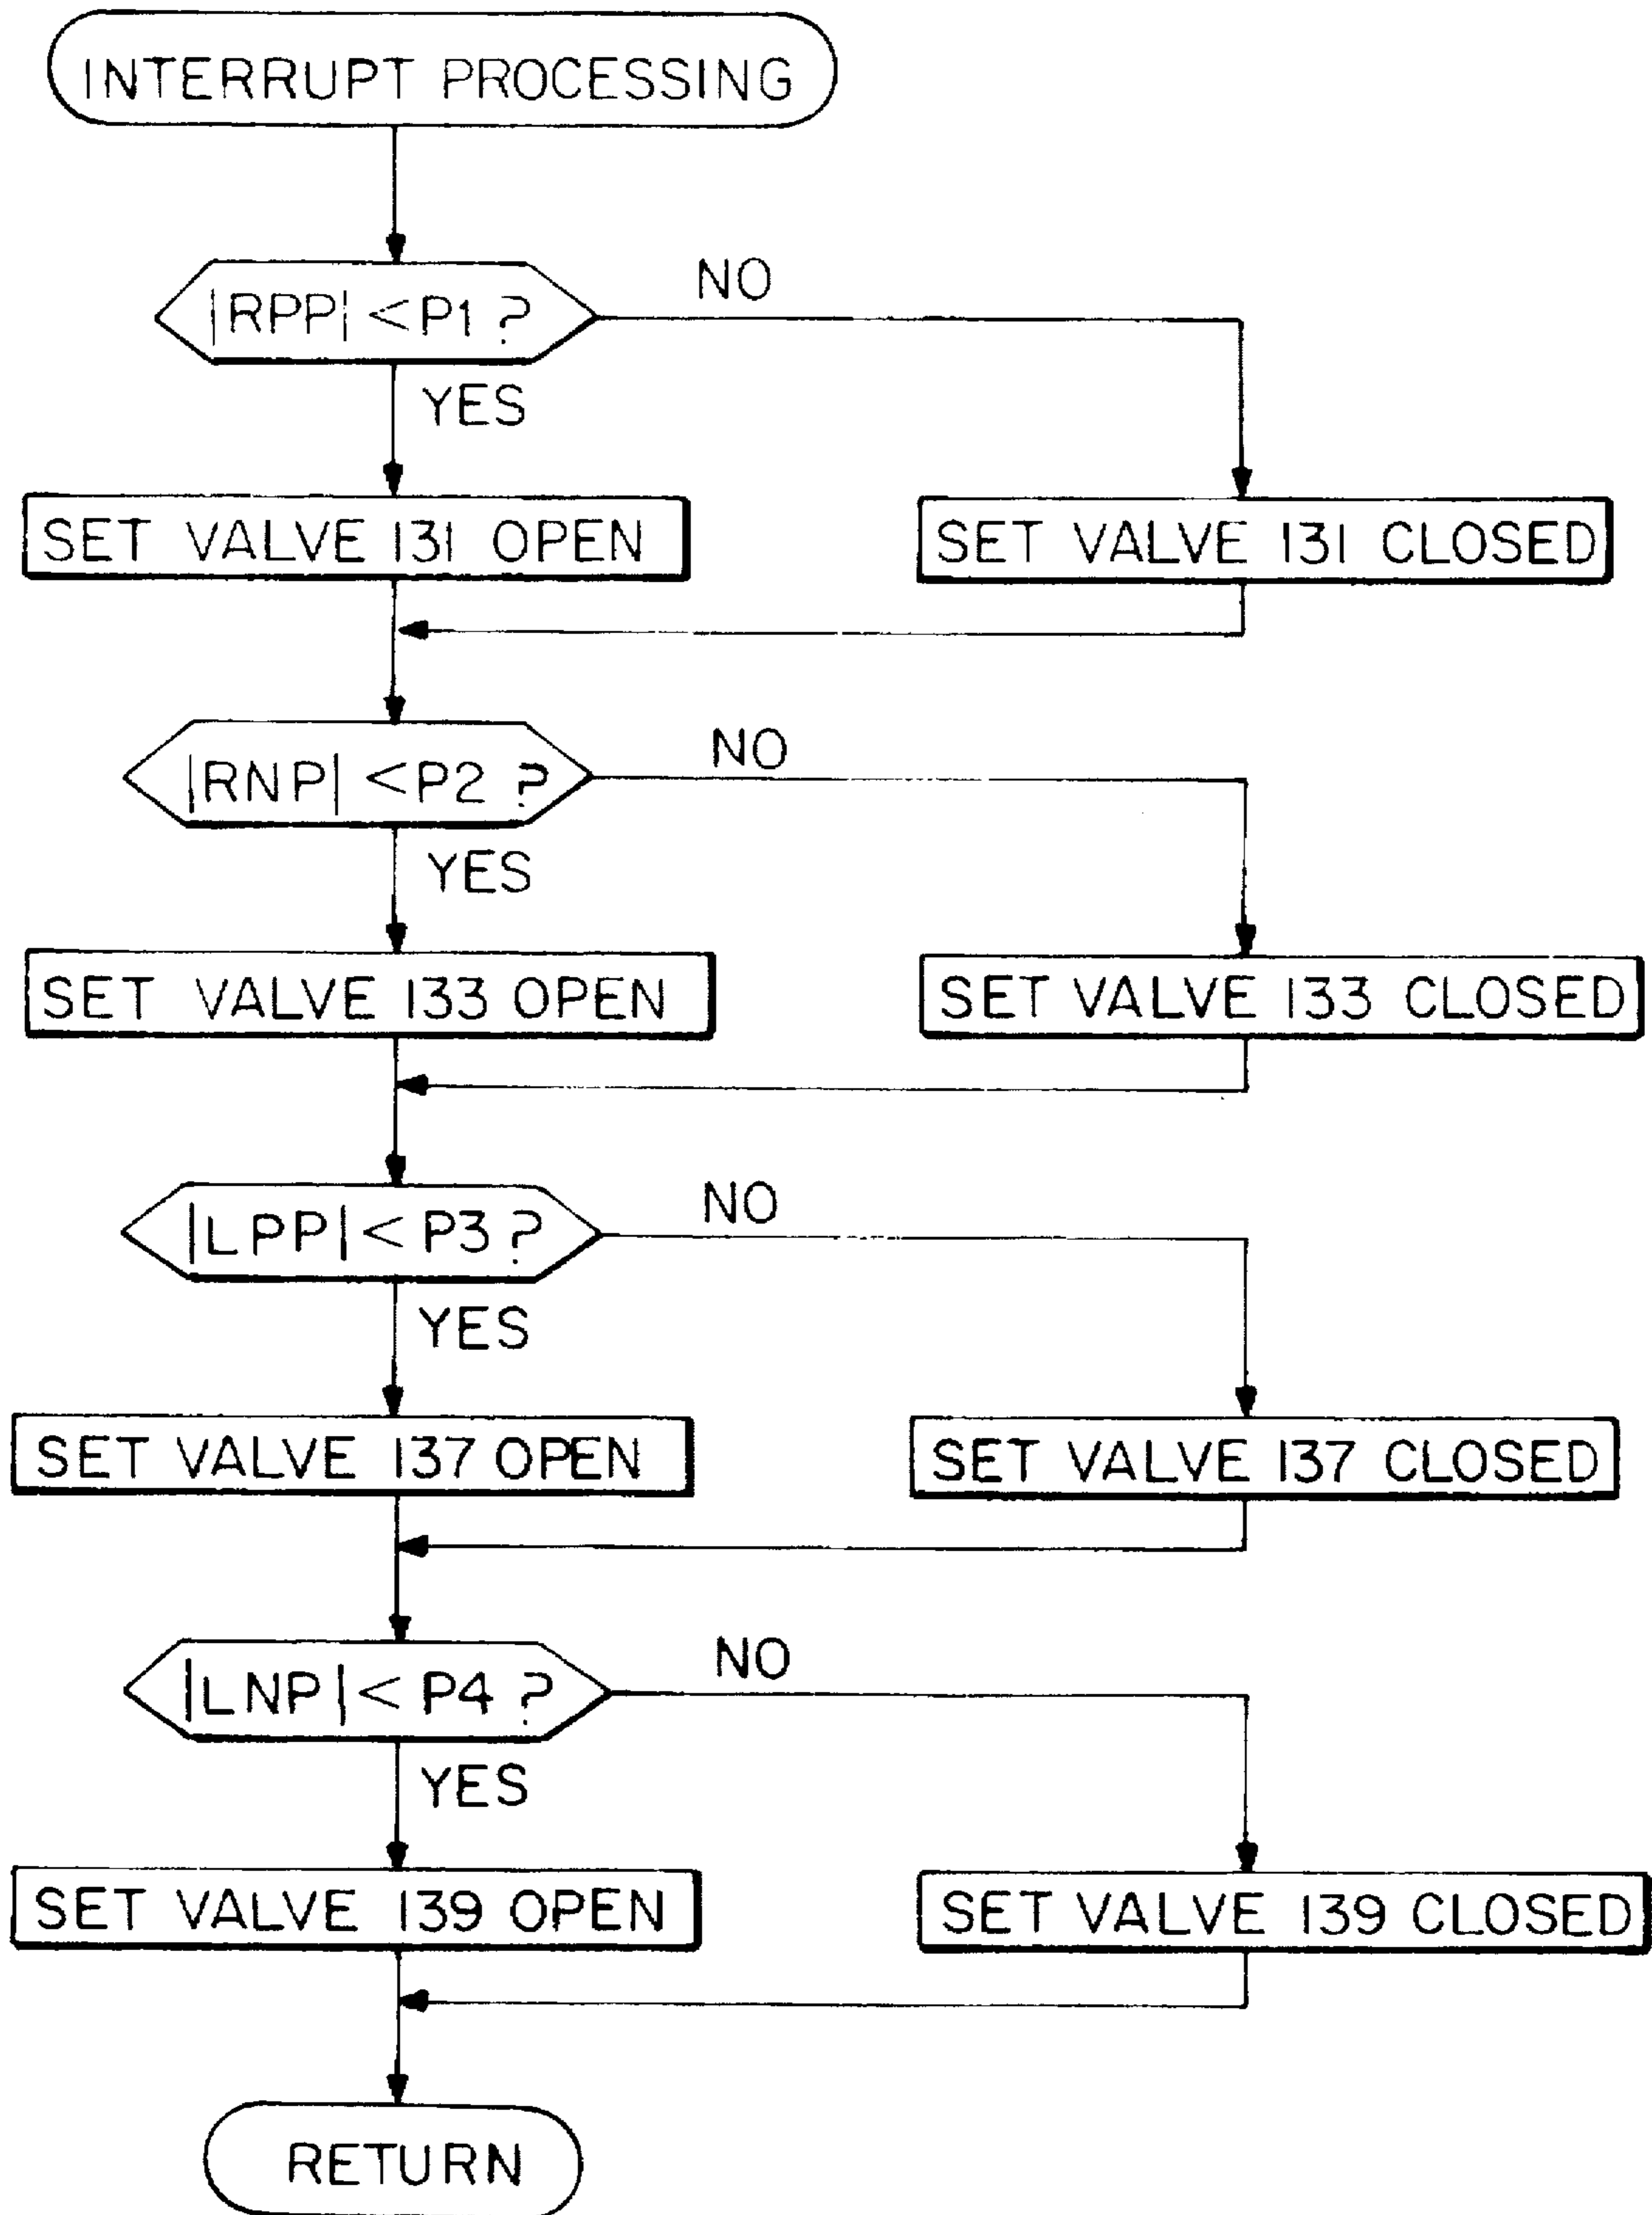 INTERRUPT PROCESSING
|RPP| < P1 ?
NO
YES
SET VALVE 131 OPEN
SET VALVE 131 CLOSED
|RNP| < P2 ?
NO
YES
SET VALVE 133 OPEN
SET VALVE 133 CLOSED
|LPP| < P3 ?
NO
YES
SET VALVE 137 OPEN
SET VALVE 137 CLOSED
|LNP| < P4 ?
NO
YES
SET VALVE 139 OPEN
SET VALVE 139 CLOSED
RETURN